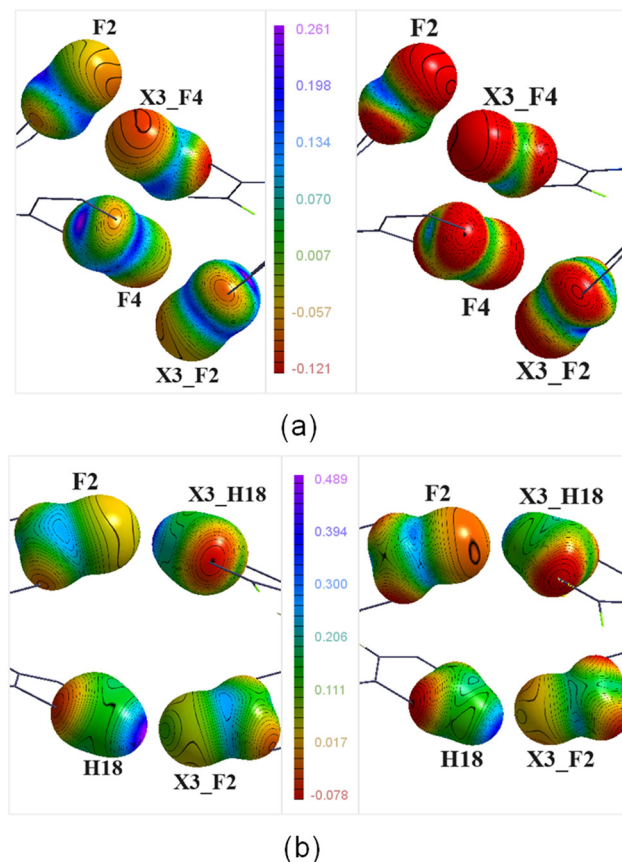 F2
X3_F4
F4
X3_F2
0.261
0.198
0.134
0.070
0.007
-0.057
-0.121
F2
X3_F4
F4
X3_F2
(a)
F2
X3_H18
H18
X3_F2
0.489
0.394
0.300
0.206
0.111
0.017
-0.078
F2
X3_H18
H18
X3_F2
(b)